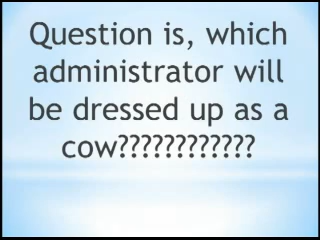 Question is, which
administrator will
be dressed up as a
cow????????????